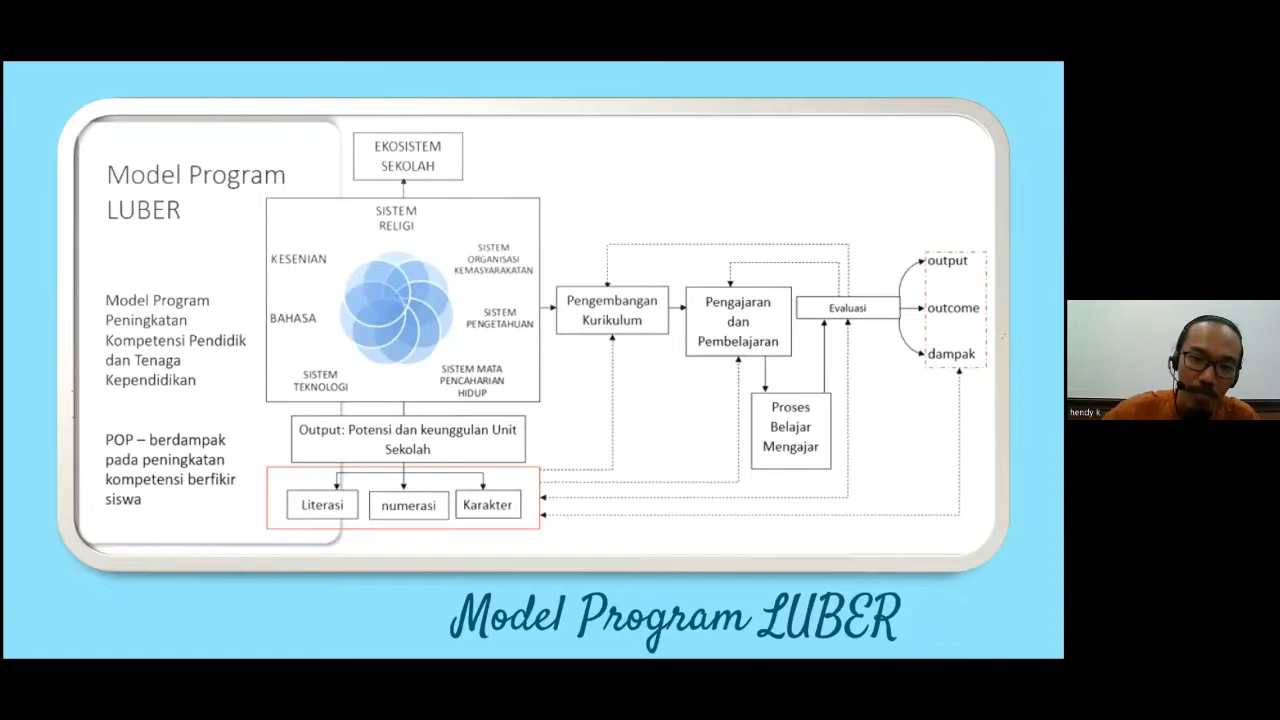 Model Program
LUBER
Model Program
Peningkatan
Kompetensi Pendidik
dan Tenaga
Kependidikan
POP – berdampak
pada peningkatan
kompetensi berfikir
siswa
EKOSISTEM
SEKOLAH
SISTEM
RELIGI
KESENIAN
SISTEM
ORGANISASI
KEMASYARAKATAN
BAHASA
SISTEM
PENGETAHUAN
SISTEM
TEKNOLOGI
SISTEM MATA
PENCAHARIAN
HIDUP
Output: Potensi dan keunggulan Unit
Sekolah
Literasi
numerasi
Karakter
Pengembangan
Kurikulum
Pengajaran
dan
Pembelajaran
Proses
Belajar
Mengajar
Evaluasi
output
outcome
dampak
Model Program LUBER
hendy k